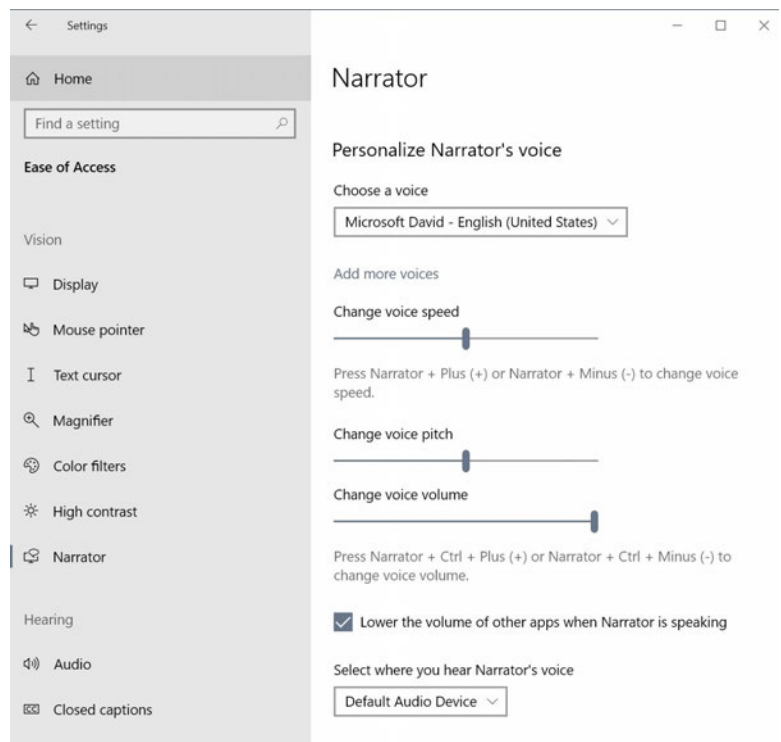 Settings
Home
Find a setting
Ease of Access
Vision
Display
Mouse pointer
Text cursor
Magnifier
Color filters
High contrast
Narrator
Hearing
Audio
Closed captions
Narrator
Personalize Narrator's voice
Choose a voice
Microsoft David - English (United States)
Add more voices
Change voice speed
Press Narrator + Plus (+) or Narrator + Minus (-) to change voice
speed.
Change voice pitch
Change voice volume
Press Narrator + Ctrl + Plus (+) or Narrator + Ctrl + Minus (-) to
change voice volume.
Lower the volume of other apps when Narrator is speaking
Select where you hear Narrator's voice
Default Audio Device